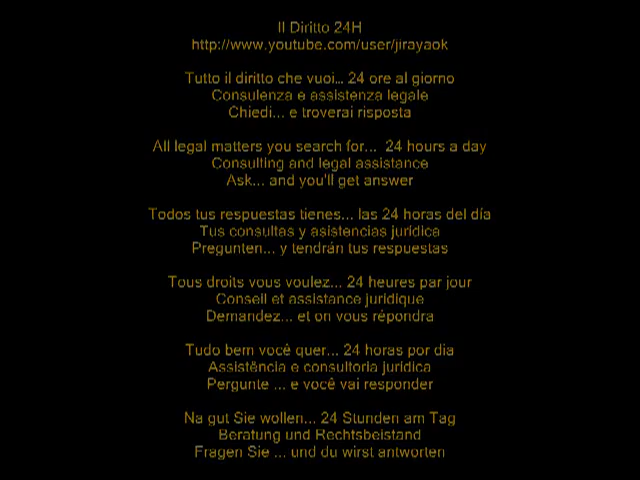 Il Diritto 24H
http://www.youtube.com/user/jirayaok
Tutto il diritto che vuoi... 24 ore al giorno
Consulenza e assistenza legale
Chiedi... e troverai risposta
All legal matters you search for... 24 hours a day
Consulting and legal assistance
Ask... and you'll get answer
Todos tus respuestas tienes... las 24 horas del día
Tus consultas y asistencias jurídica
Pregunten... y tendrán tus respuestas
Tous droits vous voulez... 24 heures par jour
Conseil et assistance juridique
Demandez... et on vous répondra
Tudo bem você quer... 24 horas por dia
Assistência e consultoria jurídica
Pergunte ... e você vai responder
Na gut Sie wollen... 24 Stunden am Tag
Beratung und Rechtsbeistand
Fragen Sie ... und du wirst antworten